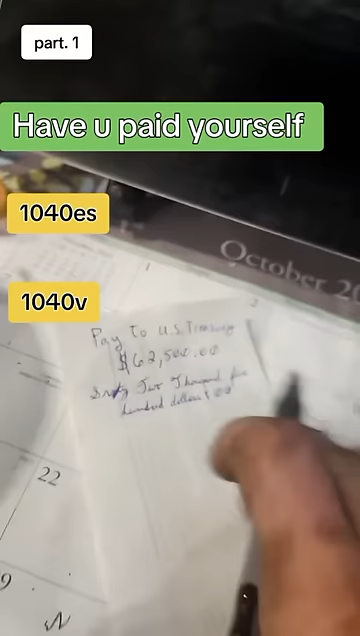 part. 1
Have u paid yourself
1040es
October 20
1040v
Pay To U.S. Treasury
$62,500.00
Sixty Two Thousand five
hundred dollars & 00
22
9